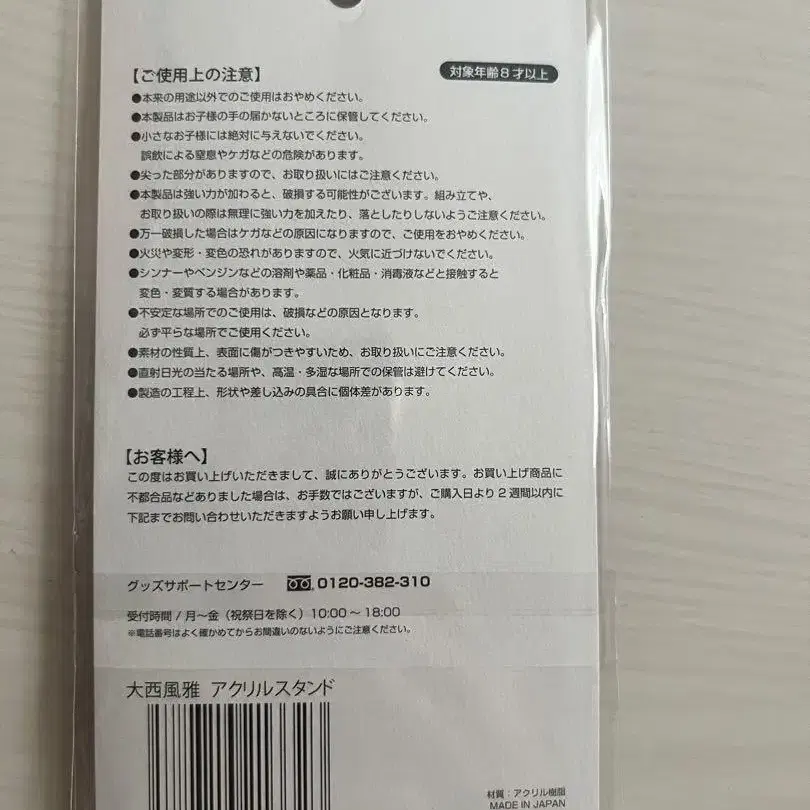 【ご使用上の注意】
対象年齢8才以上
●本来の用途以外でのご使用はおやめください。
●本製品はお子様の手の届かないところに保管してください。
●小さなお子様には絶対に与えないでください。
誤飲による窒息やケガなどの危険があります。
●尖った部分がありますので、お取り扱いにはご注意ください。
●本製品は強い力が加わると、破損する可能性がございます。組み立てや、
お取り扱いの際は無理に強い力を加えたり、落としたりしないようご注意ください。
●万一破損した場合はケガなどの原因になりますので、ご使用をおやめください。
●火災や変形・変色の恐れがありますので、火気に近づけないでください。
●シンナーやベンジンなどの溶剤や薬品・化粧品・消毒液などと接触すると
変色・変質する場合があります。
●不安定な場所でのご使用は、破損などの原因となります。
必ず平らな場所でご使用ください。
●素材の性質上、表面に傷がつきやすいため、お取り扱いにご注意ください。
●直射日光の当たる場所や、高温・多湿な場所での保管は避けてください。
●製造の工程上、形状や差し込みの具合に個体差があります。
【お客様へ】
この度はお買い上げいただきまして、誠にありがとうございます。お買い上げ商品に
不都合品などありました場合は、お手数ではございますが、ご購入日より2週間以内に
下記までお問い合わせいただきますようお願い申し上げます。
グッズサポートセンター 0120-382-310
受付時間 / 月〜金（祝祭日を除く）10:00〜18:00
※電話番号はよく確かめてからお間違いのないようにご注意ください。
大西風雅 アクリルスタンド
材質：アクリル樹脂
MADE IN JAPAN